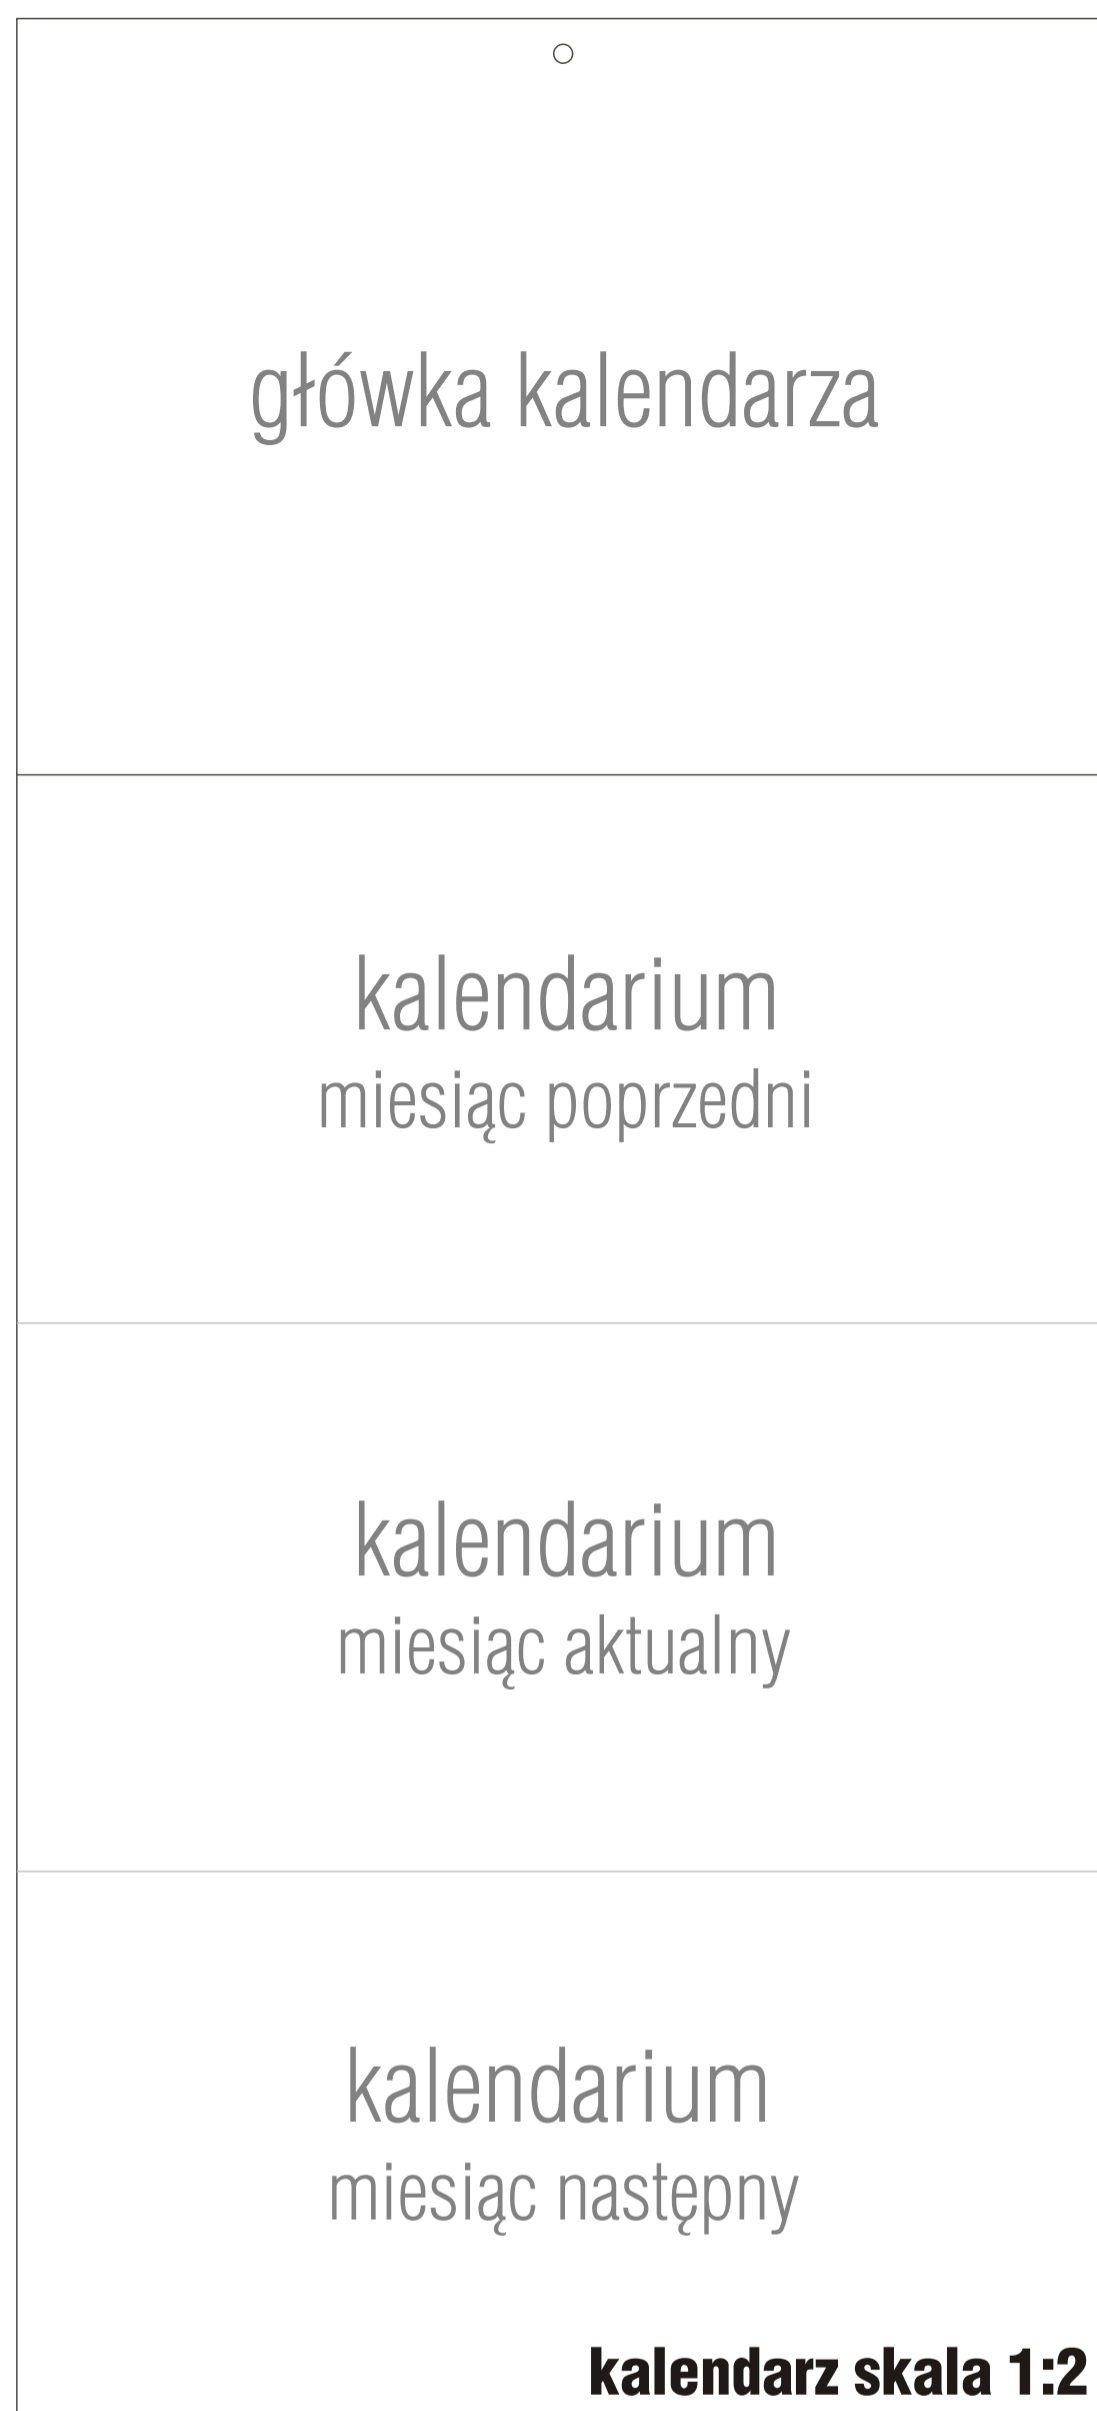 główka kalendarza
kalendarium
miesiąc poprzedni
kalendarium
miesiąc aktualny
kalendarium
miesiąc następny
kalendarz skala 1:2